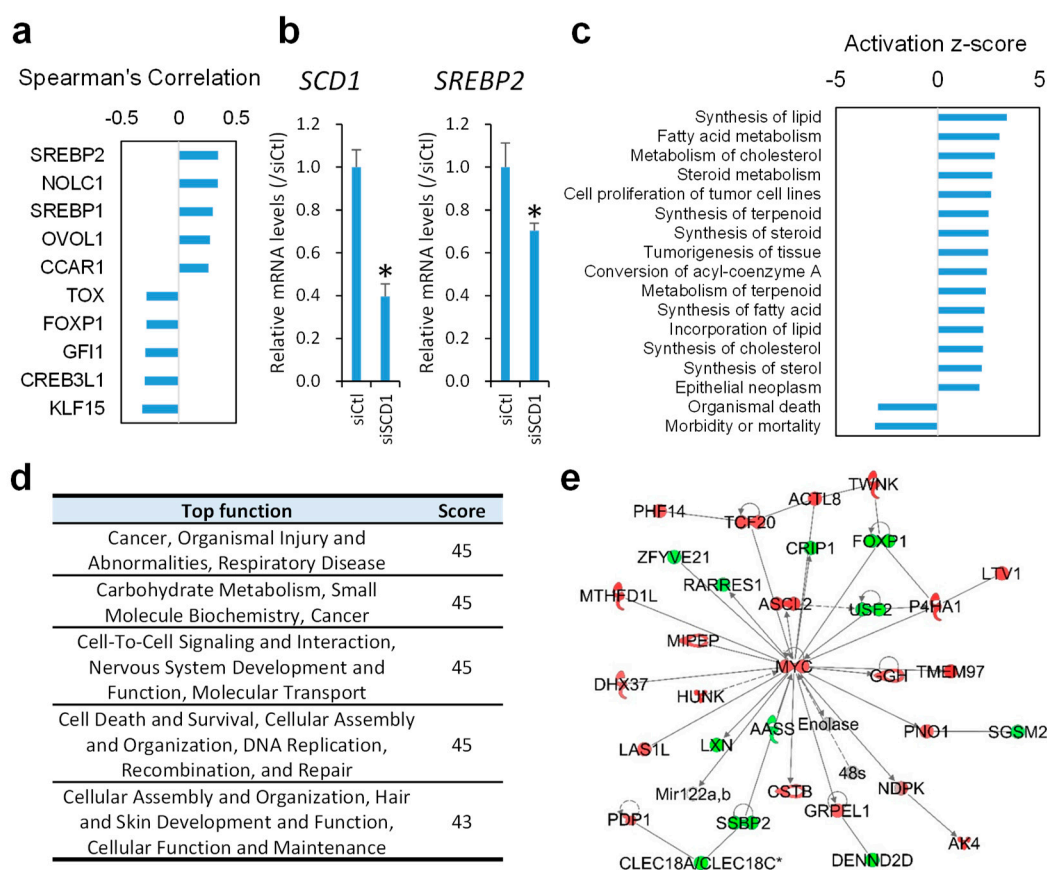 a
Spearman's Correlation
-0.5 0 0.5
SREBP2
NOLC1
SREBP1
OVOL1
CCAR1
TOX
FOXP1
GFI1
CREB3L1
KLF15
b
SCD1
Relative mRNA levels (/siCtl)
1.2
1.0
0.8
0.6
0.4
0.2
0.0
*
siCtl
siSCD1
SREBP2
Relative mRNA levels (/siCtl)
1.2
1.0
0.8
0.6
0.4
0.2
0.0
*
siCtl
siSCD1
c
Activation z-score
-5 0 5
Synthesis of lipid
Fatty acid metabolism
Metabolism of cholesterol
Steroid metabolism
Cell proliferation of tumor cell lines
Synthesis of terpenoid
Synthesis of steroid
Tumorigenesis of tissue
Conversion of acyl-coenzyme A
Metabolism of terpenoid
Synthesis of fatty acid
Incorporation of lipid
Synthesis of cholesterol
Synthesis of sterol
Epithelial neoplasm
Organismal death
Morbidity or mortality
d
Top function Score
Cancer, Organismal Injury and
Abnormalities, Respiratory Disease
45
Carbohydrate Metabolism, Small
Molecule Biochemistry, Cancer
45
Cell-To-Cell Signaling and Interaction,
Nervous System Development and
Function, Molecular Transport
45
Cell Death and Survival, Cellular Assembly
and Organization, DNA Replication,
Recombination, and Repair
45
Cellular Assembly and Organization, Hair
and Skin Development and Function,
Cellular Function and Maintenance
43
e
TWNK
ACTL8
PHF14
TCF20
FOXP1
CRIP1
ZFYVE21
LTV1
RARRES1
MTHFD1L
ASCL2
USF2
P4HA1
MIPEP
MYC
GGH
TMEM97
DHX37
HUNK
AASS
Enolase
PNO1
SGSM2
LAS1L
LXN
48s
Mir122a,b
CSTB
NDPK
GRPEL1
PDP1
SSBP2
AK4
CLEC18A/CLEC18C*
DENND2D